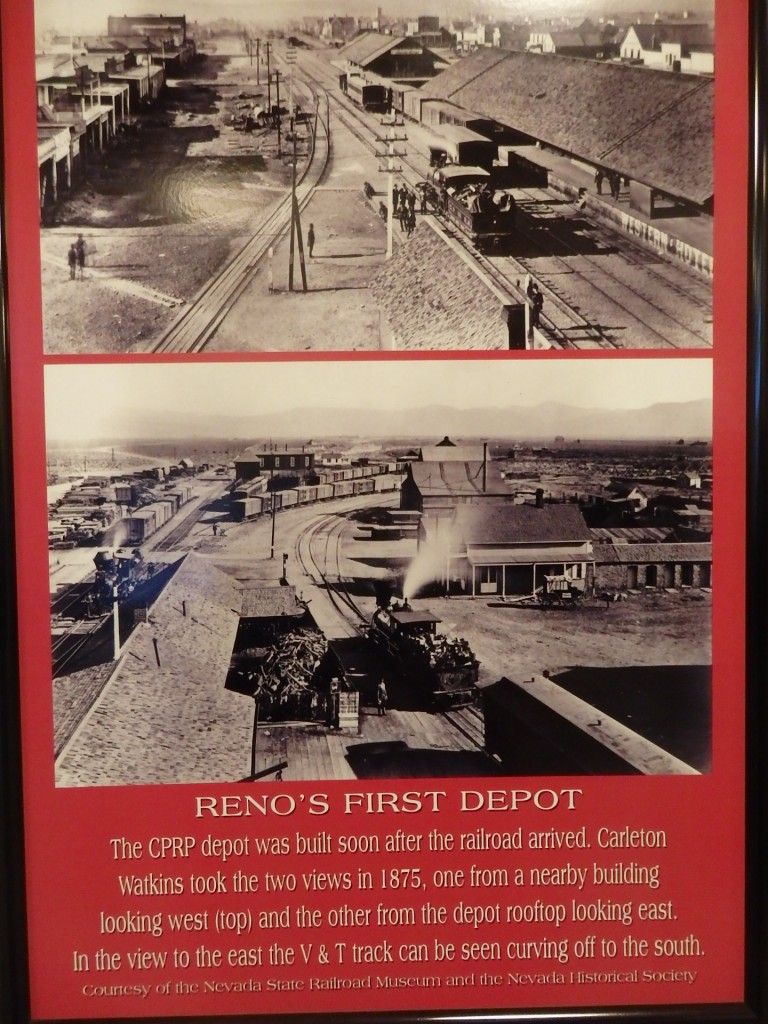 RENO'S FIRST DEPOT
The CPRP depot was built soon after the railroad arrived. Carleton
Watkins took the two views in 1875, one from a nearby building
looking west (top) and the other from the depot rooftop looking east.
In the view to the east the V & T track can be seen curving off to the south.
Courtesy of the Nevada State Railroad Museum and the Nevada Historical Society